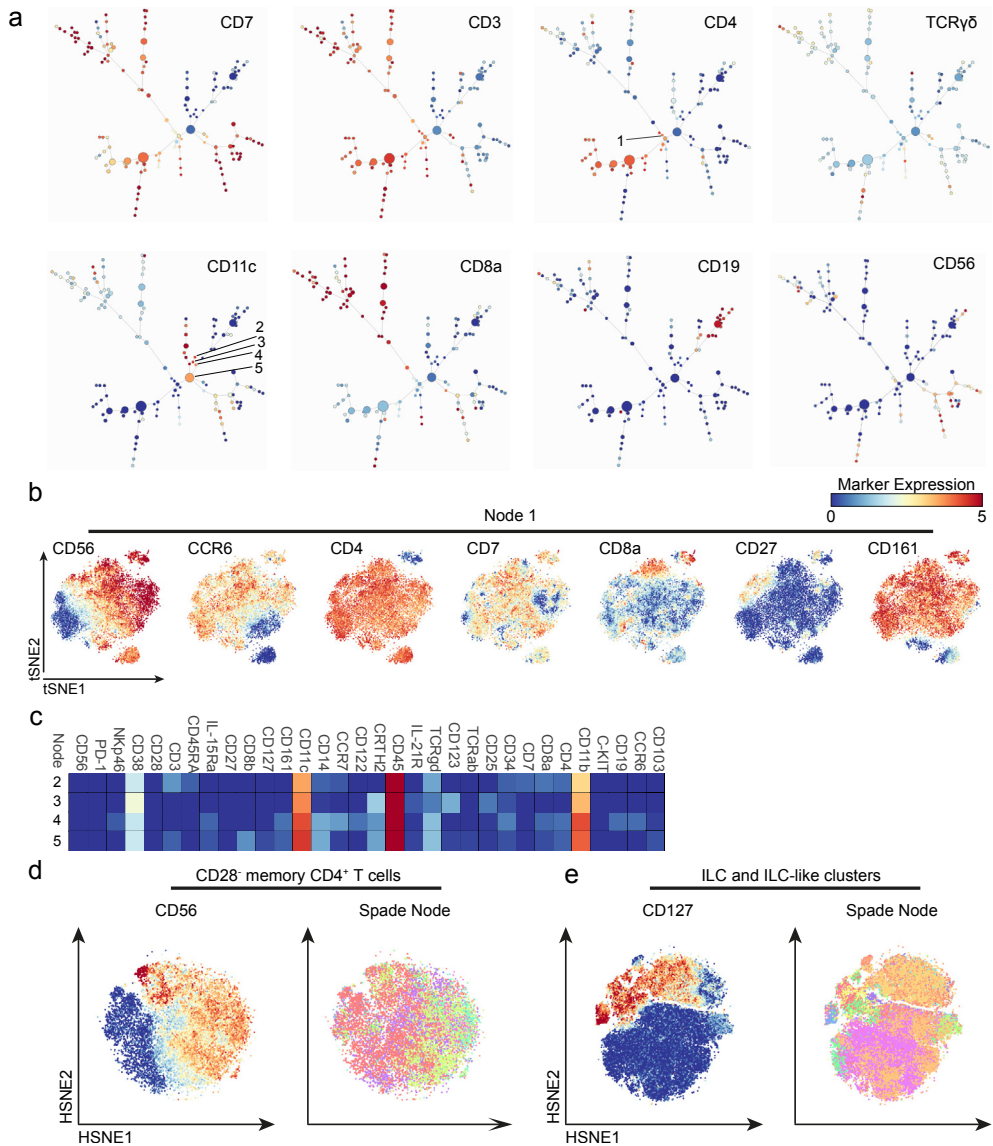 a
CD7
CD3
CD4
TCRγδ
1
CD11c
CD8a
CD19
CD56
2
3
4
5
b
Marker Expression
0
5
Node 1
CD56
CCR6
CD4
CD7
CD8a
CD27
CD161
tSNE2
tSNE1
c
Node
CD56
PD-1
NKp46
CD38
CD28
CD3
CD45RA
IL-15Ra
CD27
CD8b
CD127
CD161
CD11c
CD14
CCR7
CD122
CRTH2
CD45
IL-21R
TCRgd
CD123
TCRab
CD25
CD34
CD7
CD8a
CD4
CD11b
C-KIT
CD19
CCR6
CD103
2
3
4
5
d
CD28⁻ memory CD4⁺ T cells
CD56
Spade Node
HSNE2
HSNE1
e
ILC and ILC-like clusters
CD127
Spade Node
HSNE2
HSNE1